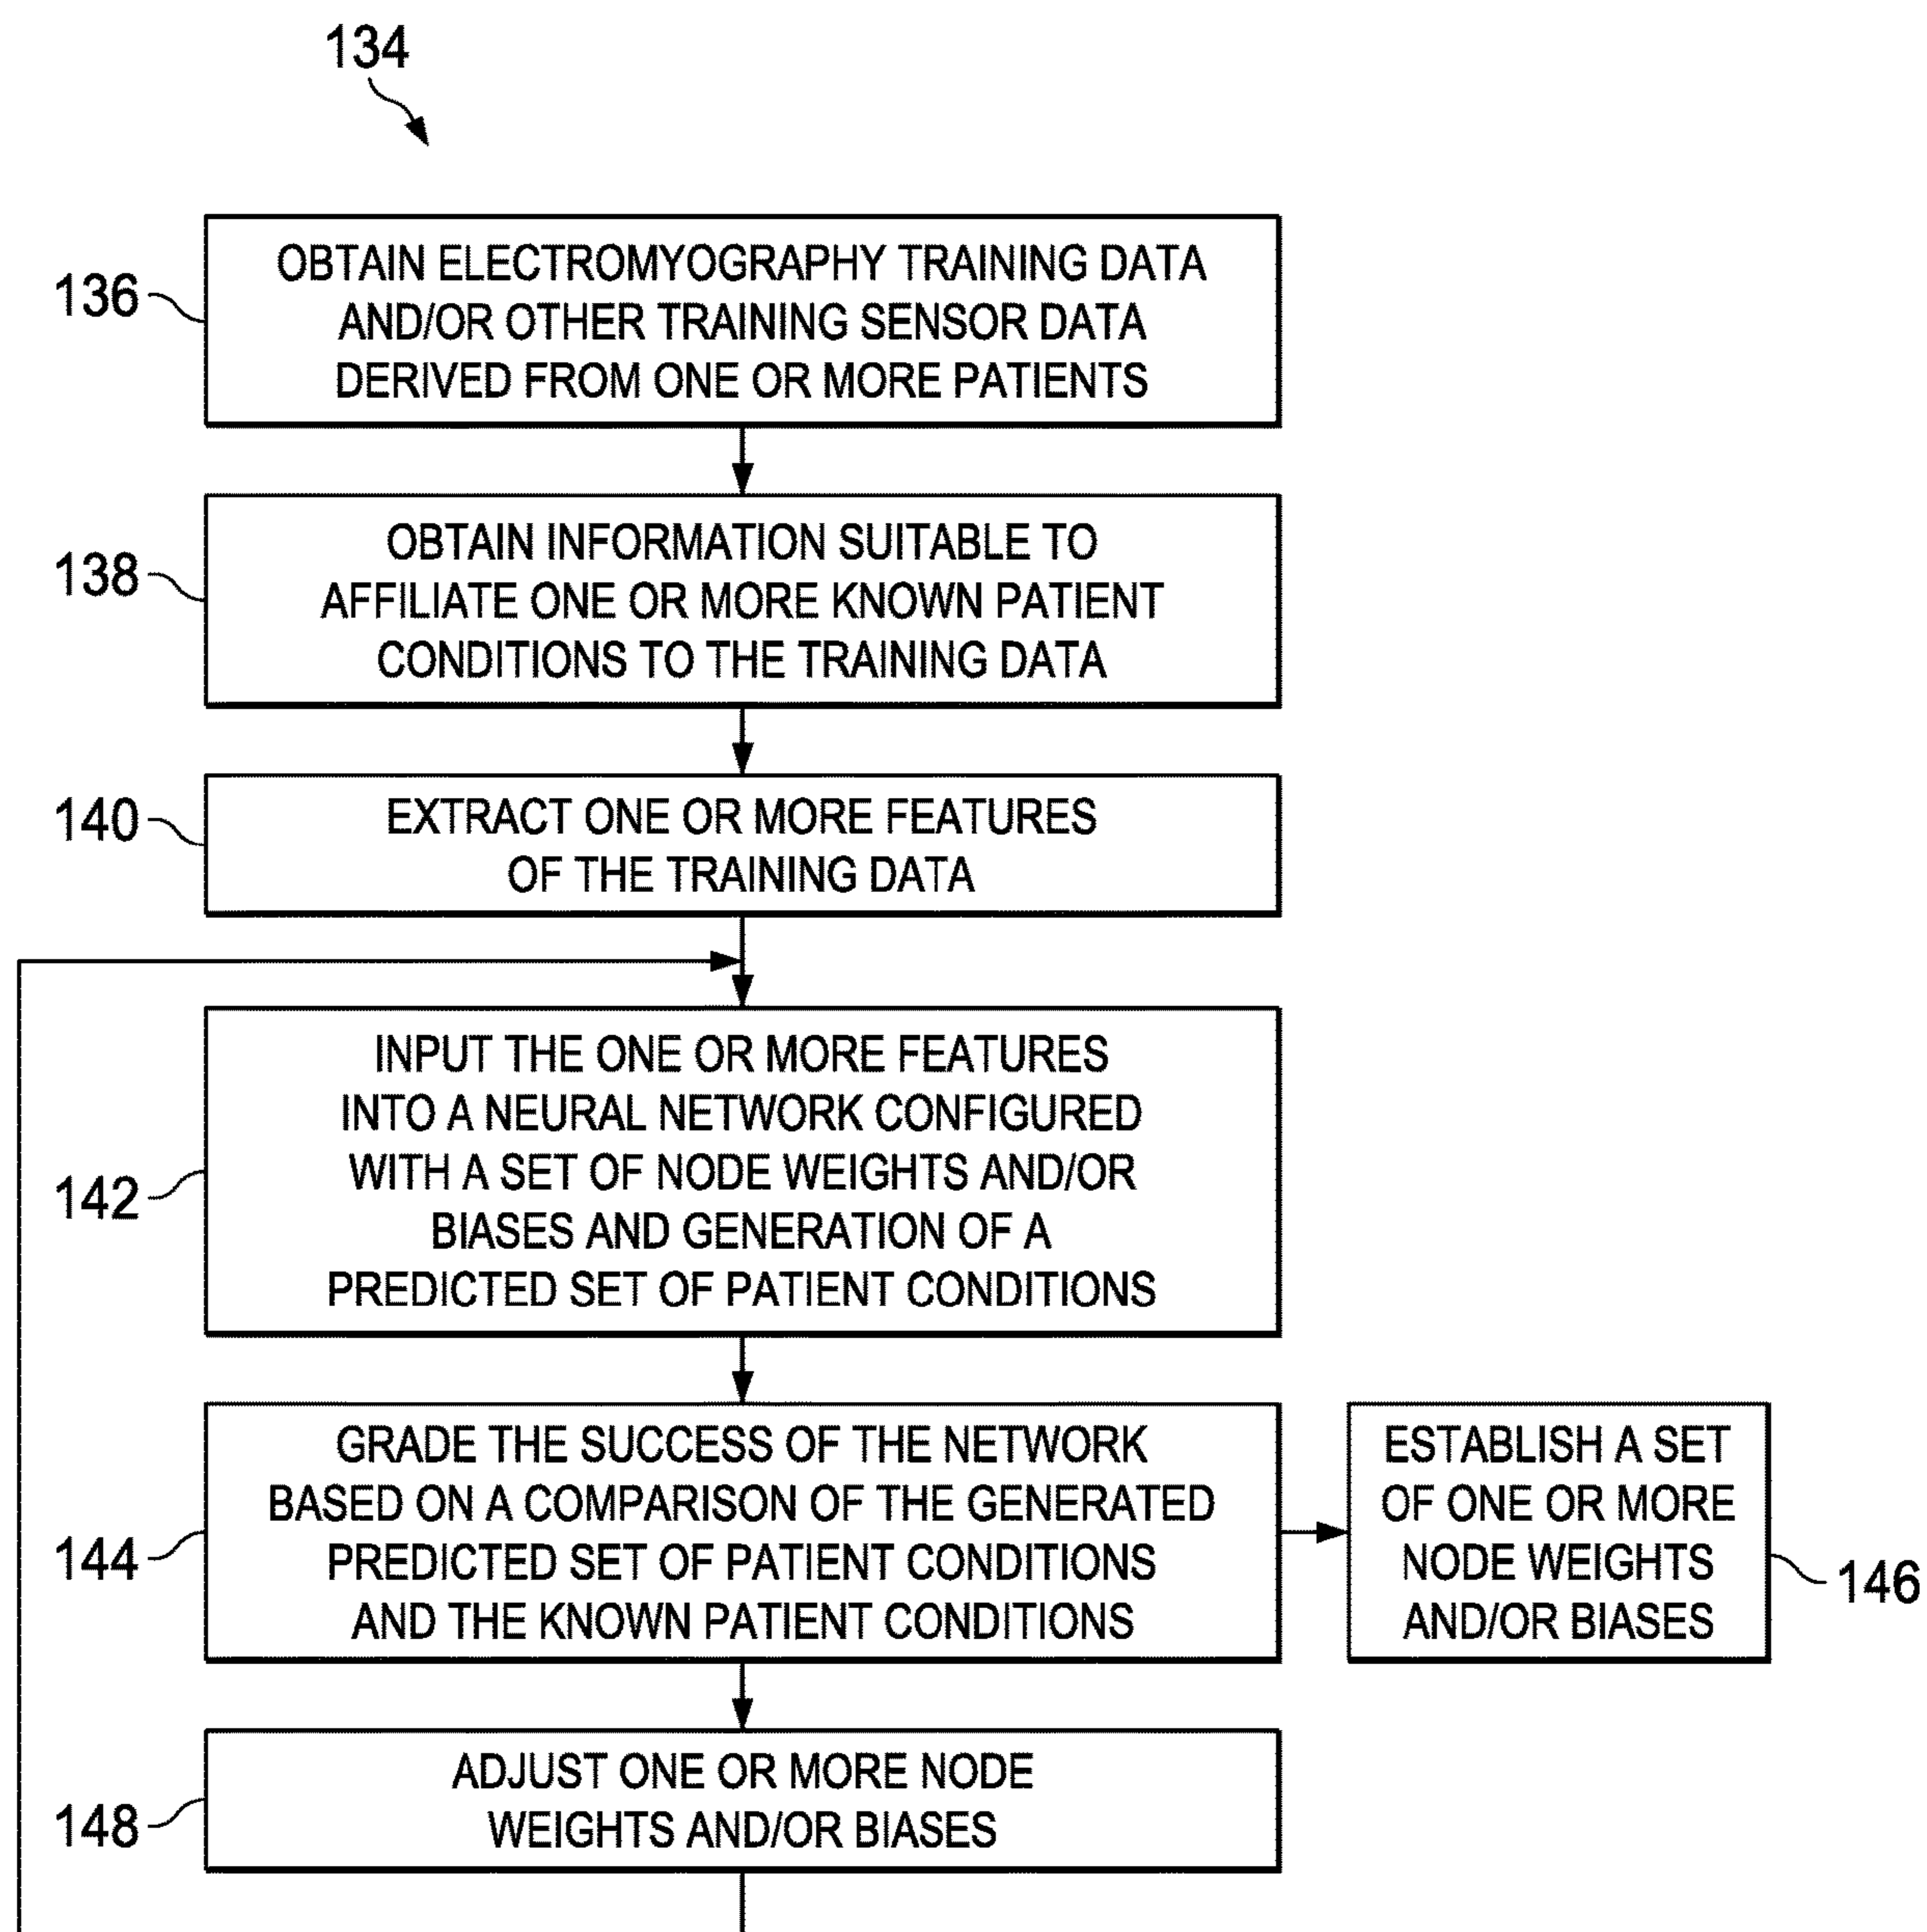 134
136
OBTAIN ELECTROMYOGRAPHY TRAINING DATA
AND/OR OTHER TRAINING SENSOR DATA
DERIVED FROM ONE OR MORE PATIENTS
138
OBTAIN INFORMATION SUITABLE TO
AFFILIATE ONE OR MORE KNOWN PATIENT
CONDITIONS TO THE TRAINING DATA
140
EXTRACT ONE OR MORE FEATURES
OF THE TRAINING DATA
142
INPUT THE ONE OR MORE FEATURES
INTO A NEURAL NETWORK CONFIGURED
WITH A SET OF NODE WEIGHTS AND/OR
BIASES AND GENERATION OF A
PREDICTED SET OF PATIENT CONDITIONS
144
GRADE THE SUCCESS OF THE NETWORK
BASED ON A COMPARISON OF THE GENERATED
PREDICTED SET OF PATIENT CONDITIONS
AND THE KNOWN PATIENT CONDITIONS
ESTABLISH A SET
OF ONE OR MORE
NODE WEIGHTS
AND/OR BIASES
146
148
ADJUST ONE OR MORE NODE
WEIGHTS AND/OR BIASES